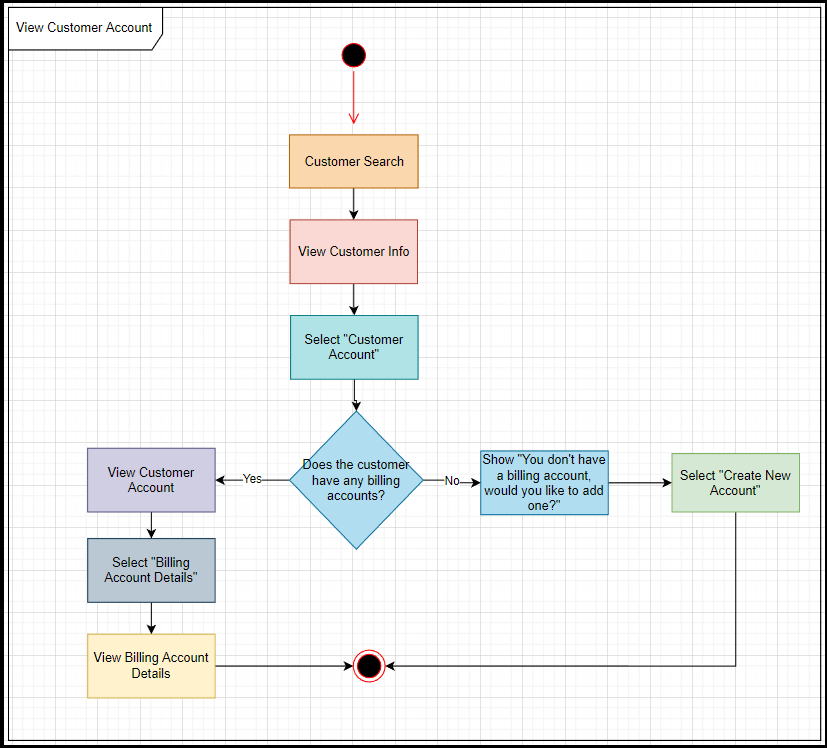 View Customer Account
Customer Search
View Customer Info
Select "Customer
Account"
Does the customer
have any billing
accounts?
Yes
No
View Customer
Account
Show "You don't have
a billing account,
would you like to add
one?"
Select "Create New
Account"
Select "Billing
Account Details"
View Billing Account
Details